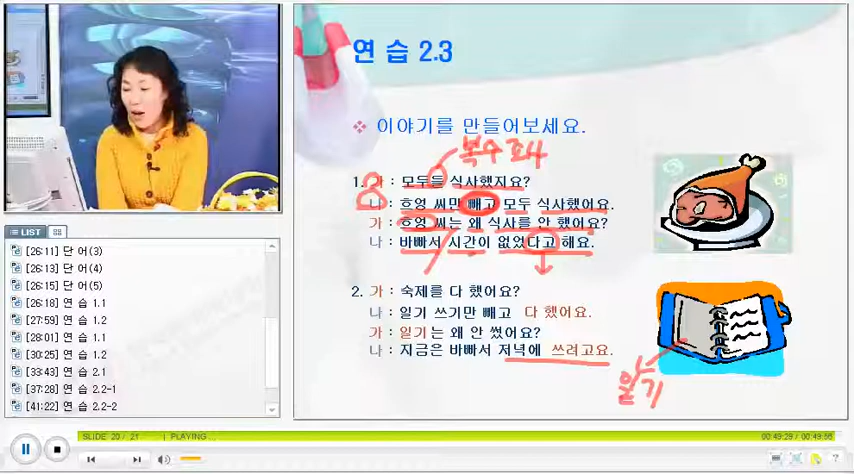 연 습 2.3
이야기를 만들어보세요.
복수 조사
1. 가 : 모두들 식사했지요?
나 : 흐영 씨만 빼고 모두 식사했어요.
가 : 흐영 씨는 왜 식사를 안 했어요?
나 : 바빠서 시간이 없었다고 해요.
2. 가 : 숙제를 다 했어요?
나 : 일기 쓰기만 빼고 다 했어요.
가 : 일기는 왜 안 썼어요?
나 : 지금은 바빠서 저녁에 쓰려고요.
일기
LIST
[26:11] 단 어(3)
[26:13] 단 어(4)
[26:15] 단 어(5)
[26:18] 연 습 1.1
[27:59] 연 습 1.2
[28:01] 연 습 1.1
[30:25] 연 습 1.2
[33:43] 연 습 2.1
[37:28] 연 습 2.2-1
[41:22] 연 습 2.2-2
SLIDE 20 / 21 PLAYING...
00:49:29 / 00:49:56